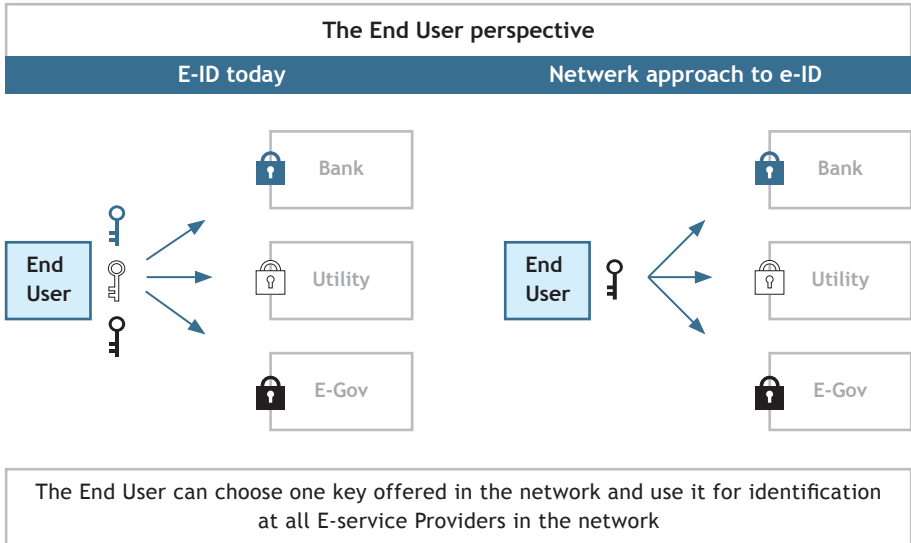 The End User perspective
E-ID today
Netwerk approach to e-ID
Bank
End
User
Utility
E-Gov
Bank
End
User
Utility
E-Gov
The End User can choose one key offered in the network and use it for identification
at all E-service Providers in the network